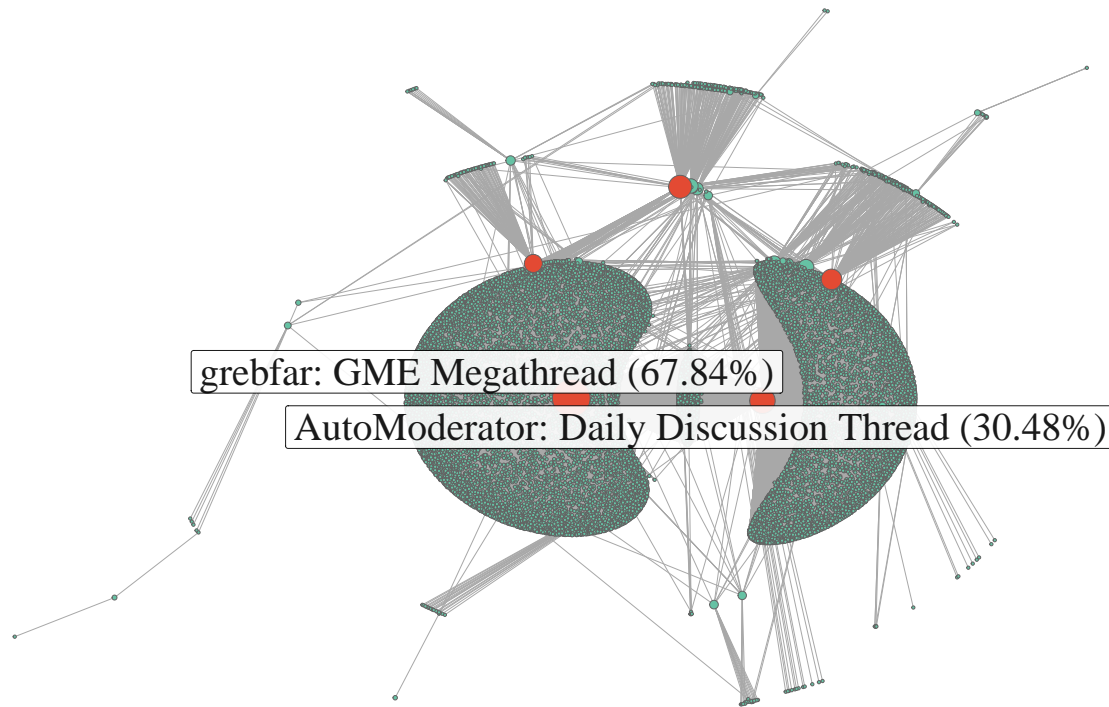 grebfar: GME Megathread (67.84%)
AutoModerator: Daily Discussion Thread (30.48%)